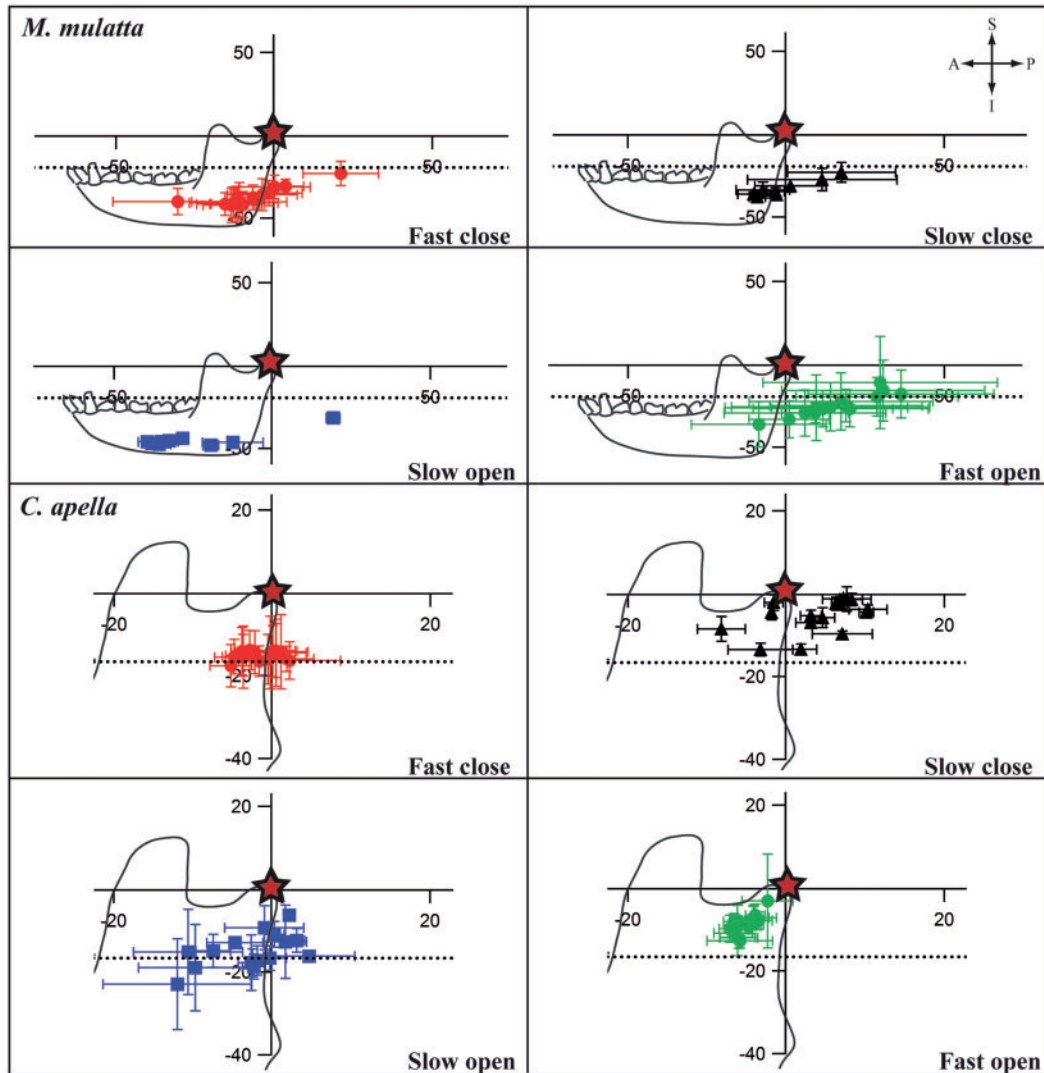 M. mulatta
S
A P
I
50 50
-50 50 -50 50
-50 -50
Fast close Slow close
50 50
-50 50 -50 50
-50 -50
Slow open Fast open
C. apella
20 20
-20 20 -20 20
-20 -20
-40 -40
Fast close Slow close
20 20
-20 20 -20 20
-20 -20
-40 -40
Slow open Fast open